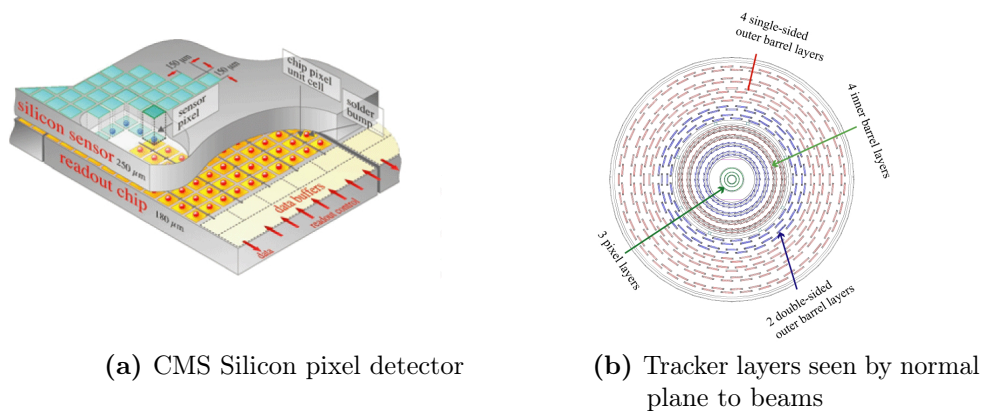 150 µm
150 µm
chip pixel
unit cell
sensor
pixel
solder
bump
silicon sensor
250 µm
readout chip
180 µm
data buffers
readout control
data
4 single-sided
outer barrel layers
4 inner barrel layers
3 pixel layers
2 double-sided
outer barrel layers
(a) CMS Silicon pixel detector
(b) Tracker layers seen by normal
plane to beams